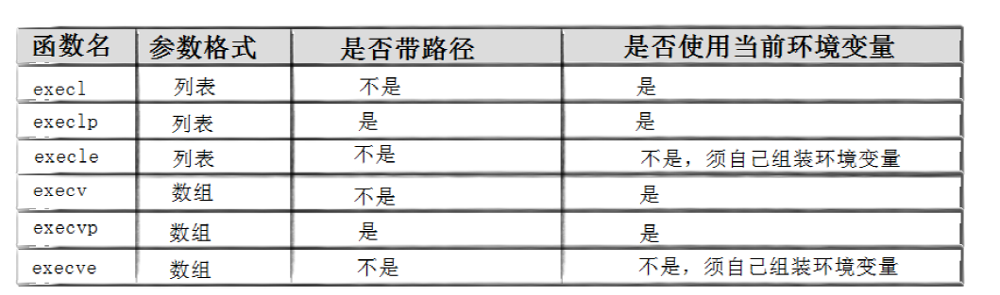 函数名 参数格式 是否带路径 是否使用当前环境变量
execl 列表 不是 是
execlp 列表 是 是
execle 列表 不是 不是，须自己组装环境变量
execv 数组 不是 是
execvp 数组 是 是
execve 数组 不是 不是，须自己组装环境变量